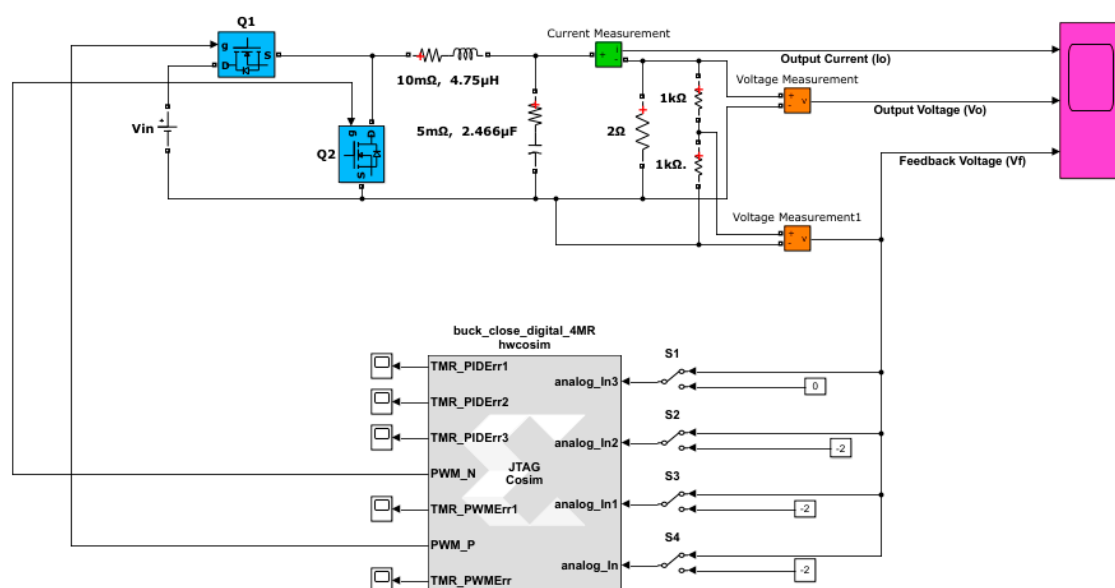 Q1
g
D
S
Current Measurement
+
-
i
Output Current (Io)
10mΩ, 4.75µH
Voltage Measurement
+
-
v
1kΩ
Output Voltage (Vo)
Vin
+
5mΩ, 2.466µF
2Ω
Q2
g
D
S
1kΩ.
Feedback Voltage (Vf)
Voltage Measurement1
+
-
v
buck_close_digital_4MR
hwcosim
TMR_PIDErr1
TMR_PIDErr2
TMR_PIDErr3
PWM_N
TMR_PWMErr1
PWM_P
TMR_PWMErr
JTAG
Cosim
analog_In3
analog_In2
analog_In1
analog_In
S1
0
S2
-2
S3
-2
S4
-2